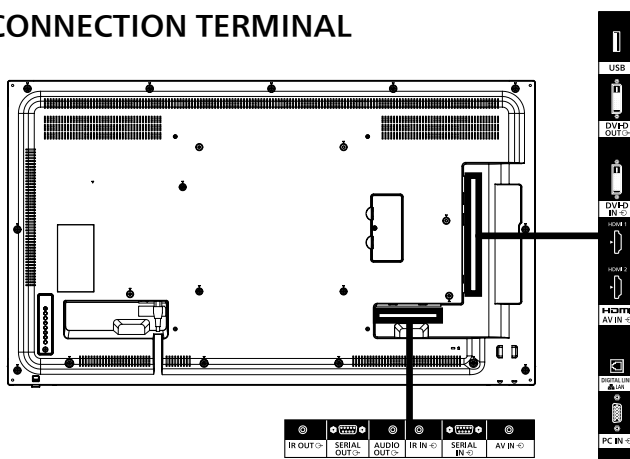 CONNECTION TERMINAL
USB
DVI-D
OUT
DVI-D
IN
HDMI 1
HDMI 2
HDMI
AV IN
DIGITAL LINK
LAN
PC IN
IR OUT
SERIAL
OUT
AUDIO
OUT
IR IN
SERIAL
IN
AV IN